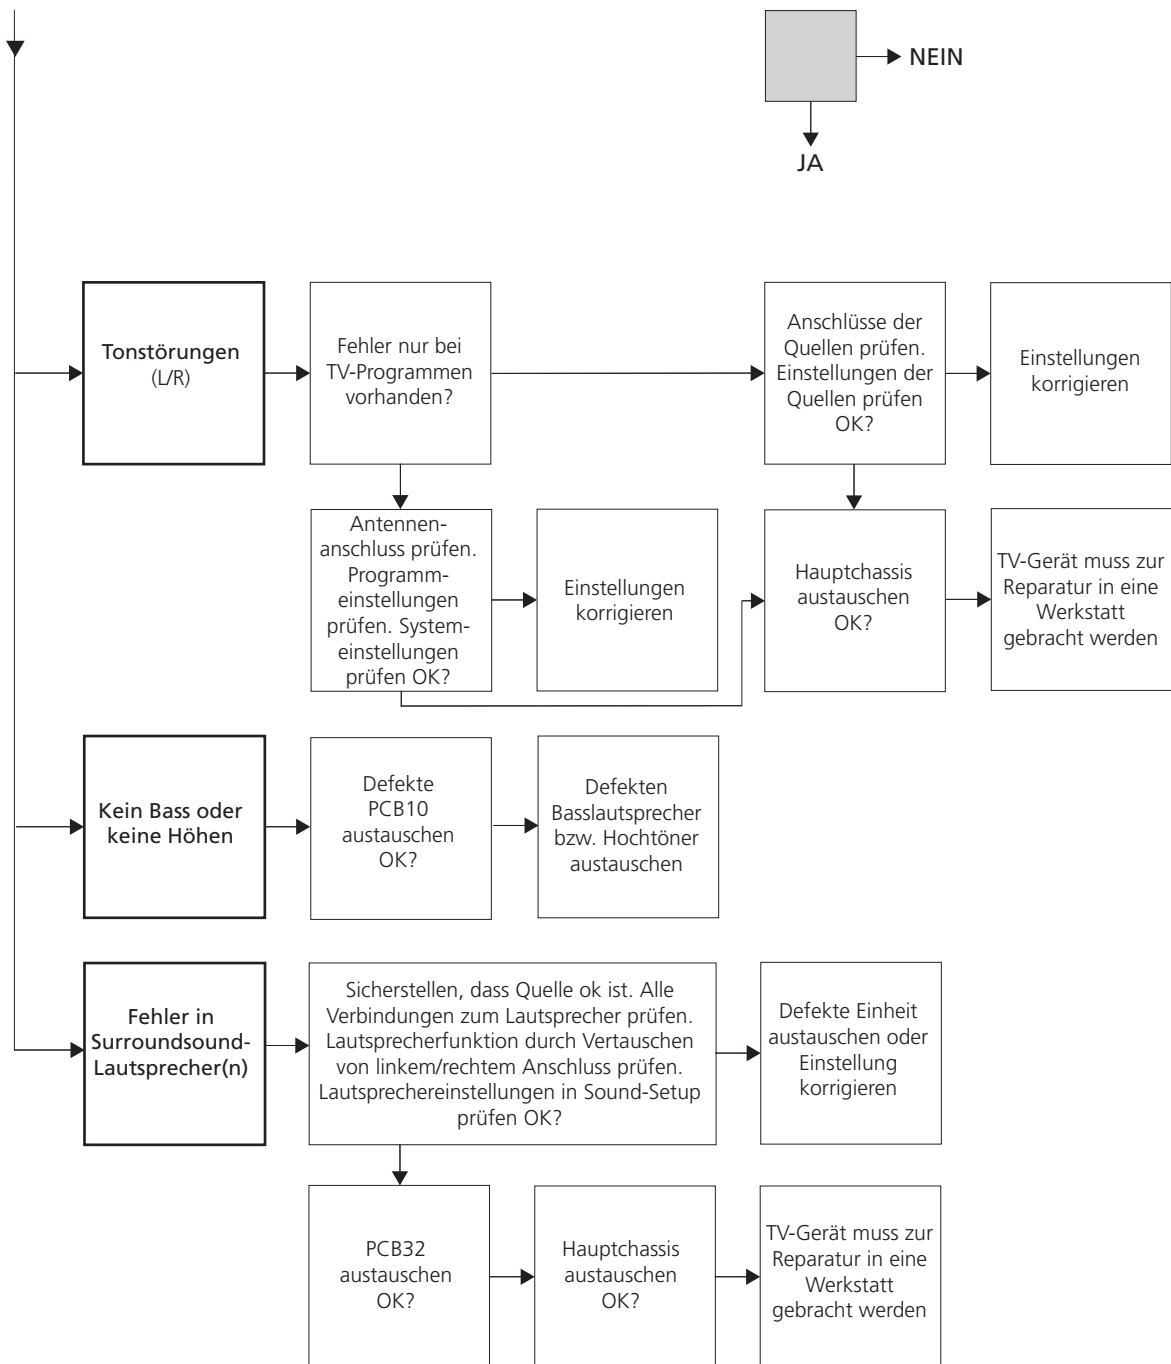 NEIN
JA
Tonstörungen
(L/R)
Fehler nur bei
TV-Programmen
vorhanden?
Anschlüsse der
Quellen prüfen.
Einstellungen der
Quellen prüfen
OK?
Einstellungen
korrigieren
Antennen-
anschluss prüfen.
Programm-
einstellungen
prüfen. System-
einstellungen
prüfen OK?
Einstellungen
korrigieren
Hauptchassis
austauschen
OK?
TV-Gerät muss zur
Reparatur in eine
Werkstatt
gebracht werden
Kein Bass oder
keine Höhen
Defekte
PCB10
austauschen
OK?
Defekten
Basslautsprecher
bzw. Hochtöner
austauschen
Fehler in
Surroundsound-
Lautsprecher(n)
Sicherstellen, dass Quelle ok ist. Alle
Verbindungen zum Lautsprecher prüfen.
Lautsprecherfunktion durch Vertauschen
von linkem/rechtem Anschluss prüfen.
Lautsprechereinstellungen in Sound-Setup
prüfen OK?
Defekte Einheit
austauschen oder
Einstellung
korrigieren
PCB32
austauschen
OK?
Hauptchassis
austauschen
OK?
TV-Gerät muss zur
Reparatur in eine
Werkstatt
gebracht werden